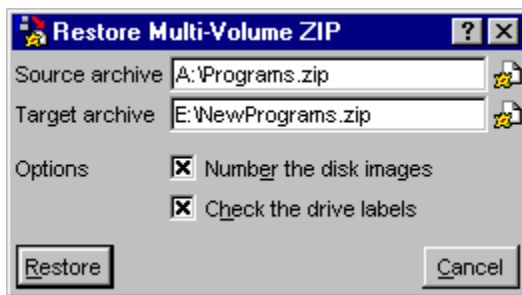 Restore Multi-Volume ZIP ? X
Source archive A:\Programs.zip
Target archive E:\NewPrograms.zip
Options Number the disk images
Check the drive labels
Restore Cancel